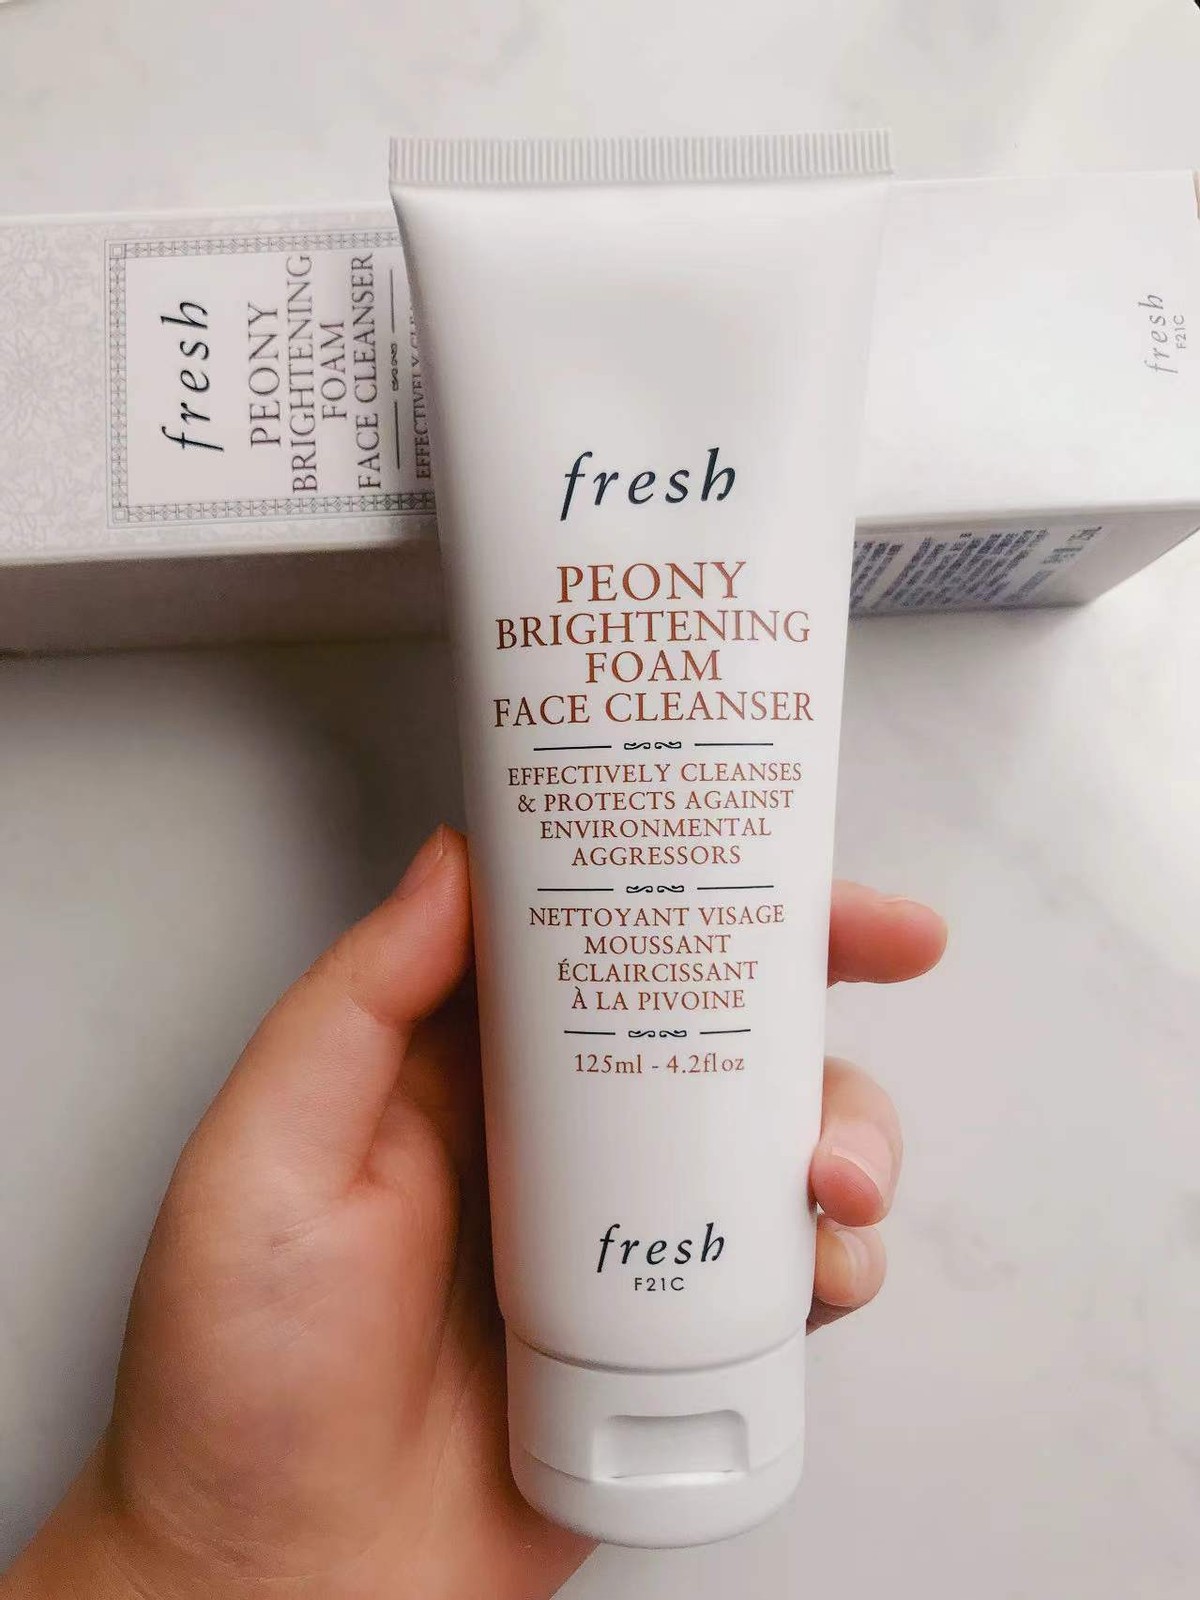 fresh
PEONY
BRIGHTENING
FOAM
FACE CLEANSER
EFFECTIVELY CLEANSES
& PROTECTS AGAINST
ENVIRONMENTAL
AGGRESSORS
NETTOYANT VISAGE
MOUSSANT
ÉCLAIRCISSANT
À LA PIVOINE
125ml - 4.2fl oz
fresh
F21C
fresh
PEONY
BRIGHTENING
FOAM
FACE CLEANSER
EFFECTIVELY
fresh
F21C